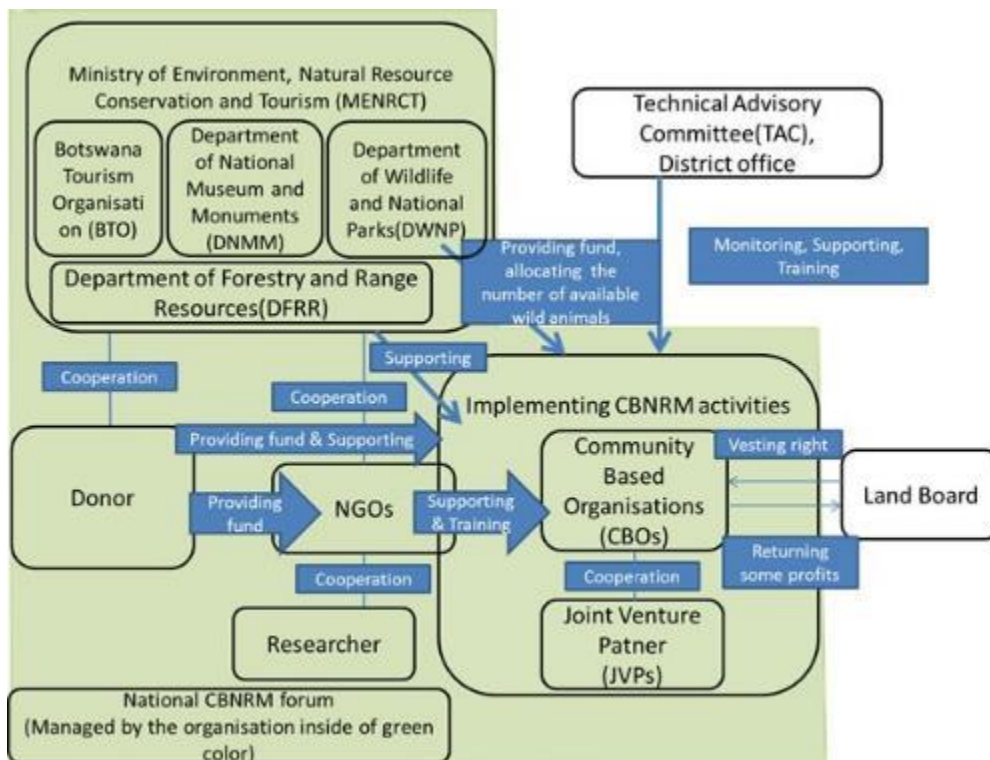 Ministry of Environment, Natural Resource
Conservation and Tourism (MENRCT)
Botswana
Tourism
Organisati
on (BTO)
Department
of National
Museum and
Monuments
(DNMM)
Department
of Wildlife
and National
Parks(DWNP)
Department of Forestry and Range
Resources(DFRR)
Technical Advisory
Committee(TAC),
District office
Providing fund,
allocating the
number of available
wild animals
Monitoring, Supporting,
Training
Cooperation
Cooperation
Supporting
Implementing CBNRM activities
Providing fund & Supporting
Donor
Providing
fund
NGOs
Supporting
& Training
Community
Based
Organisations
(CBOs)
Vesting right
Land Board
Returning
some profits
Cooperation
Cooperation
Researcher
Joint Venture
Patner
(JVPs)
National CBNRM forum
(Managed by the organisation inside of green
color)